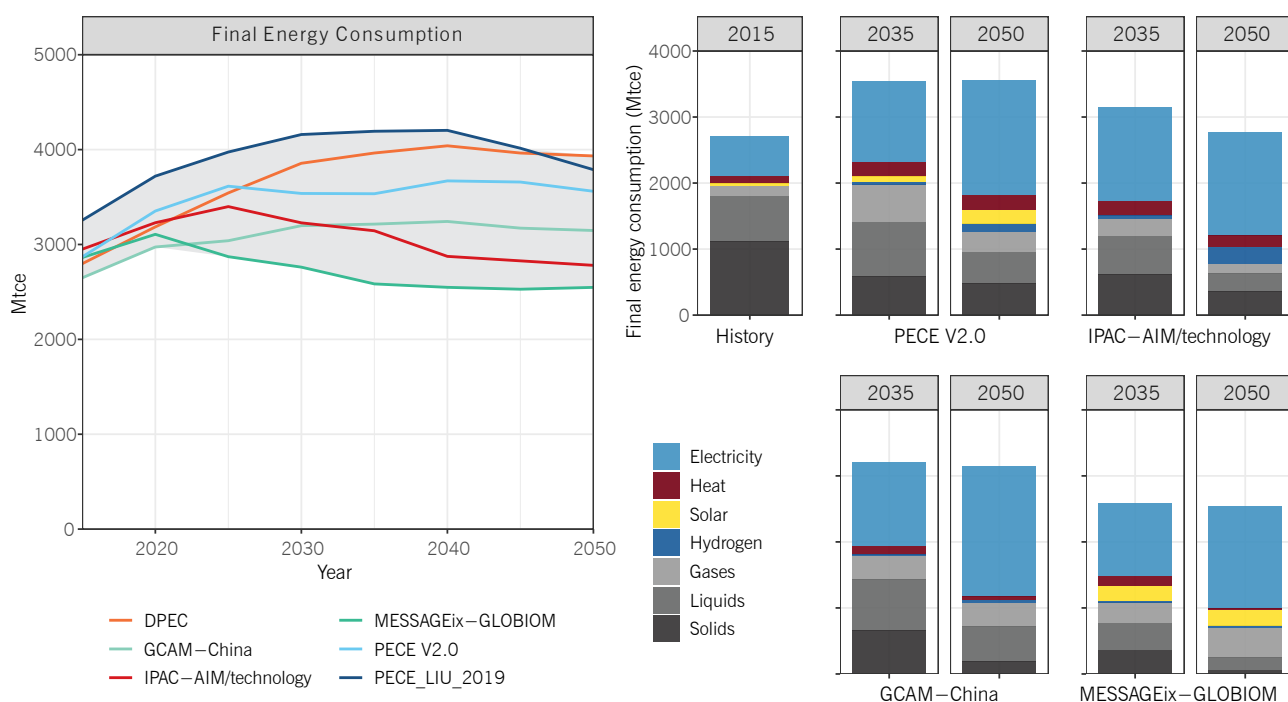 Final Energy Consumption
5000
4000
3000
2000
1000
0
Mtce
2020
2030
2040
2050
Year
DPEC
GCAM–China
IPAC–AIM/technology
MESSAGEix–GLOBIOM
PECE V2.0
PECE_LIU_2019
Final energy consumption (Mtce)
4000
3000
2000
1000
0
2015
History
2035
2050
PECE V2.0
2035
2050
IPAC–AIM/technology
Electricity
Heat
Solar
Hydrogen
Gases
Liquids
Solids
2035
2050
GCAM–China
2035
2050
MESSAGEix–GLOBIOM